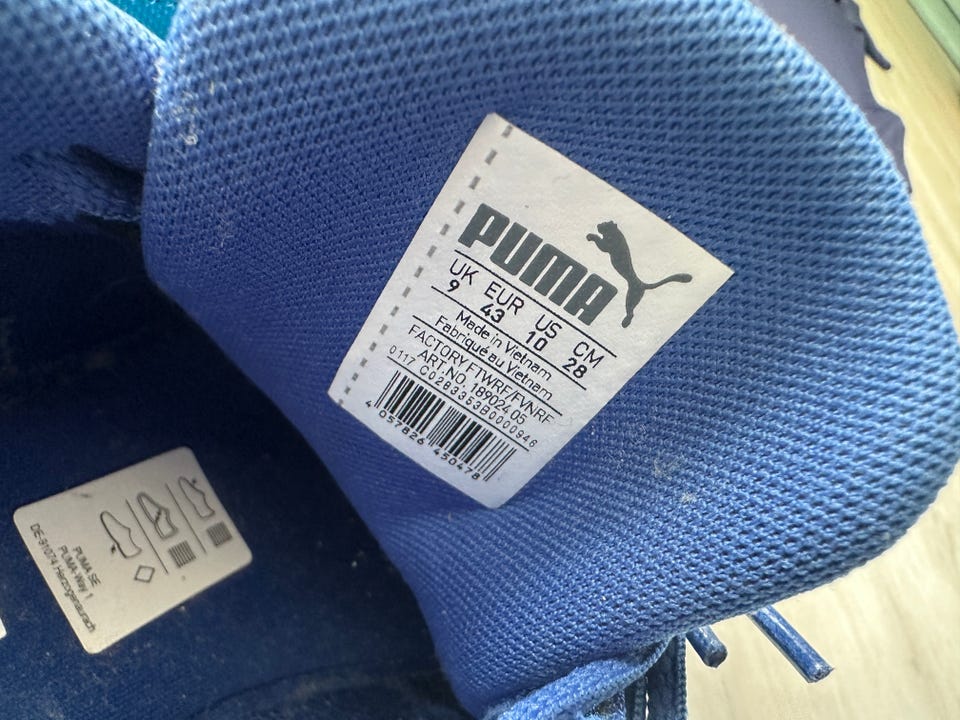 PUMA
UK EUR US CM
9 43 10 28
Made in Vietnam
Fabriqué au Vietnam
FACTORY FTWRF/FVNRF
ART.NO. 189024 05
0117 C02B3353B0000946
4 057826 450478
PUMA SE
PUMA-Way 1
DE-91074 Herzogenaurach